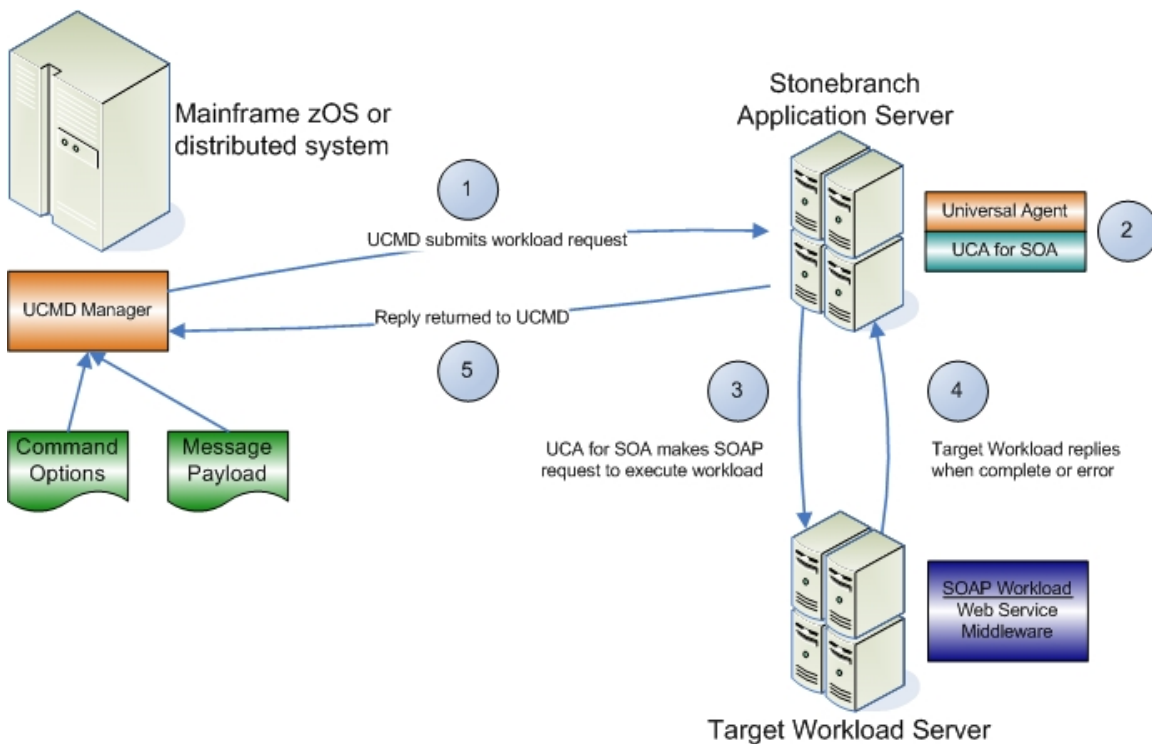 Mainframe zOS or
distributed system
Stonebranch
Application Server
1
UCMD submits workload request
Universal Agent
UCA for SOA
2
UCMD Manager
Reply returned to UCMD
5
3
4
Command
Options
Message
Payload
UCA for SOA makes SOAP
request to execute workload
Target Workload replies
when complete or error
SOAP Workload
Web Service
Middleware
Target Workload Server